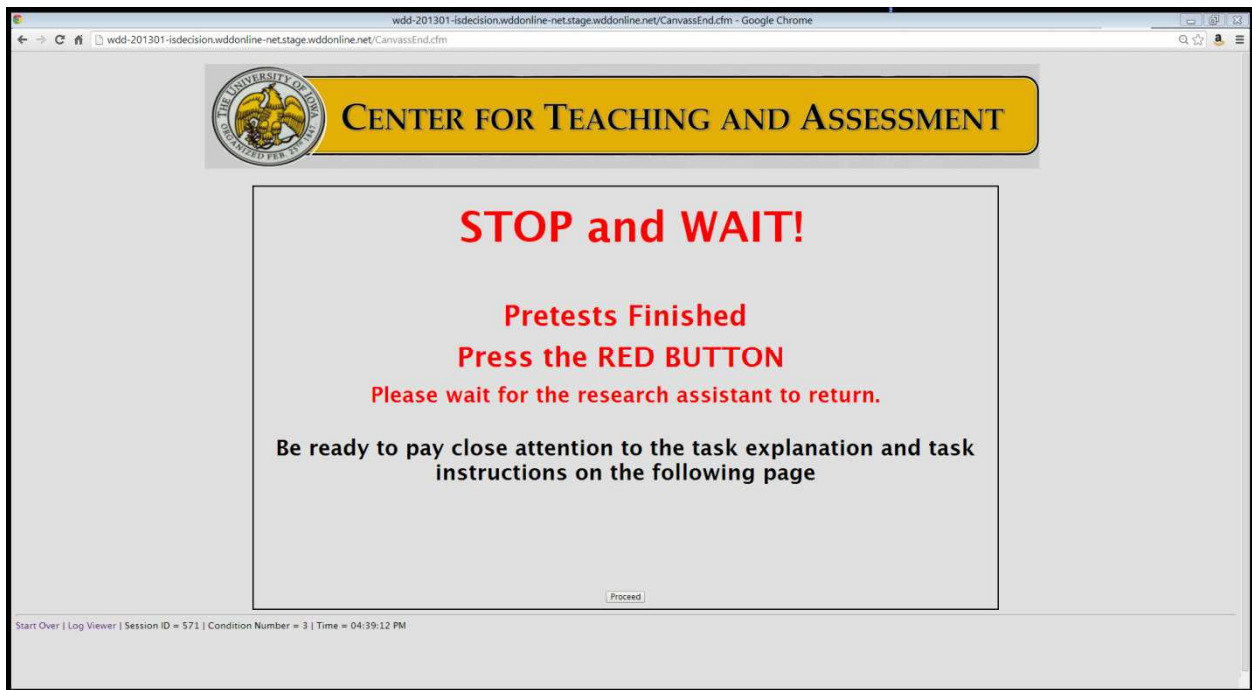 wdd-201301-isdecision.wddonline-net.stage.wddonline.net/CanvassEnd.cfm - Google Chrome
wdd-201301-isdecision.wddonline-net.stage.wddonline.net/CanvassEnd.cfm
THE UNIVERSITY OF IOWA
ORGANIZED FEB. 25TH 1847
CENTER FOR TEACHING AND ASSESSMENT
STOP and WAIT!
Pretests Finished
Press the RED BUTTON
Please wait for the research assistant to return.
Be ready to pay close attention to the task explanation and task
instructions on the following page
Proceed
Start Over | Log Viewer | Session ID = 571 | Condition Number = 3 | Time = 04:39:12 PM